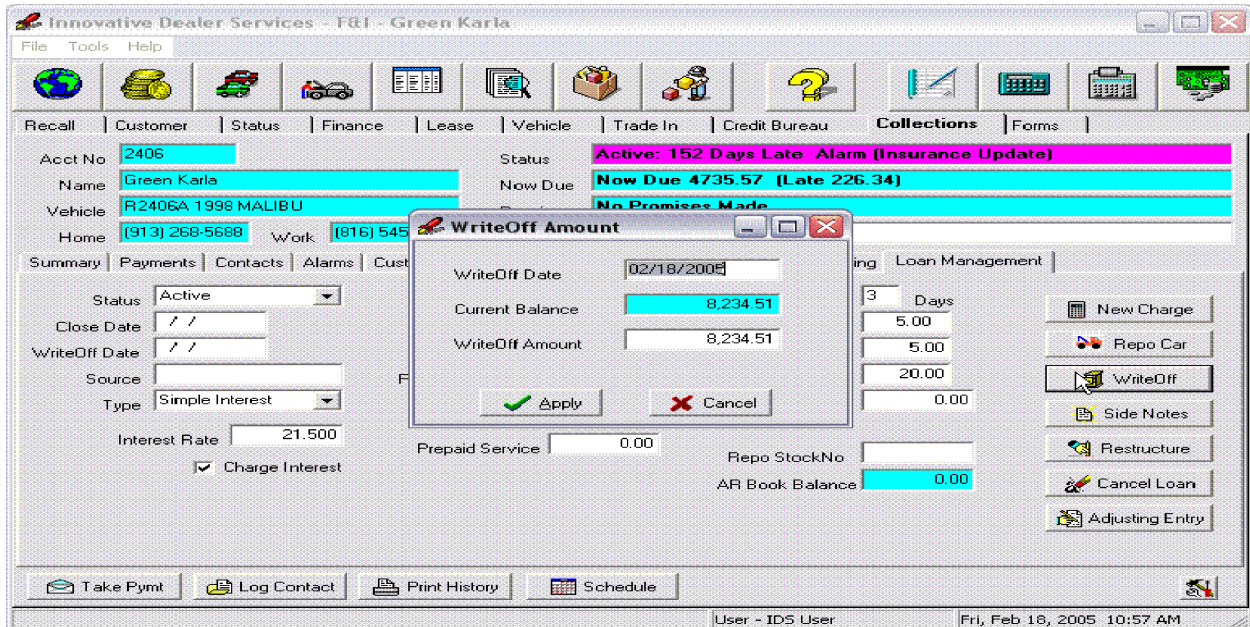 Innovative Dealer Services - F&I - Green Karla
File Tools Help
Recall Customer Status Finance Lease Vehicle Trade In Credit Bureau Collections Forms
Acct No 2406 Status Active: 152 Days Late Alarm (Insurance Update)
Name Green Karla Now Due Now Due 4735.57 (Late 226.34)
Vehicle R2406A 1998 MALIBU No Promises Made
Home (913) 268-5688 Work (816) 545
Summary Payments Contacts Alarms Cust ing Loan Management
WriteOff Amount
WriteOff Date 02/18/2005
Current Balance 8,234.51
WriteOff Amount 8,234.51
Apply Cancel
Status Active 3 Days New Charge
Close Date / / 5.00
WriteOff Date / / 5.00 Repo Car
Source F 20.00 WriteOff
Type Simple Interest 0.00
Side Notes
Interest Rate 21.500 Prepaid Service 0.00 Restructure
Charge Interest Repo StockNo
AR Book Balance 0.00 Cancel Loan
Adjusting Entry
Take Pymt Log Contact Print History Schedule
User - IDS User Fri, Feb 18, 2005 10:57 AM